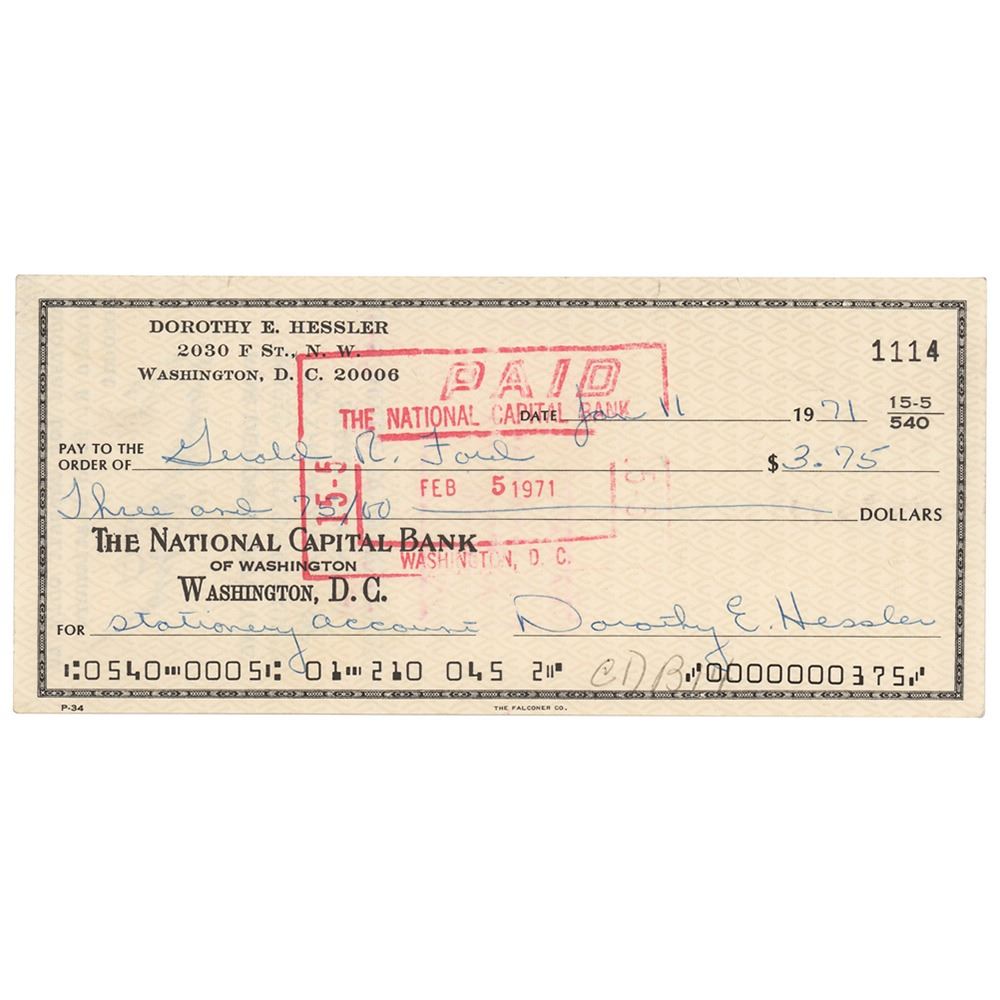 DOROTHY E. HESSLER
2030 F ST., N. W.
WASHINGTON, D. C. 20006
1114
PAID
THE NATIONAL CAPITAL BANK
DATE Jan 11 1971
15-5
540
PAY TO THE
ORDER OF Gerald R. Ford $3.75
15-5
FEB 5 1971
Three and 75/00 DOLLARS
THE NATIONAL CAPITAL BANK
OF WASHINGTON
WASHINGTON, D. C.
WASHINGTON, D. C.
FOR stationery account Dorothy E. Hessler
⑆0540⑉0005⑆ 01⑉210 045 2⑈ ⑇0000000375⑇
P-34
THE FALCONER CO.